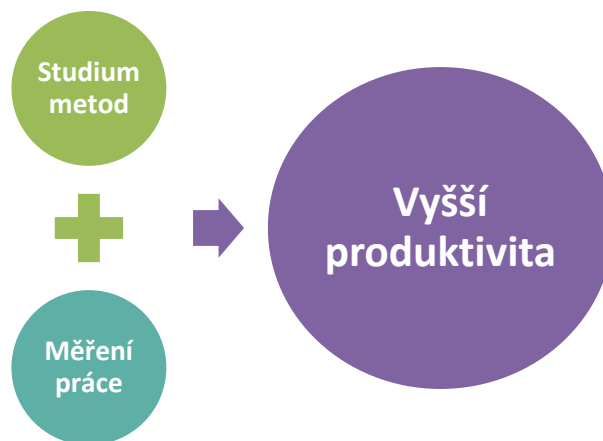 Studium
metod
Měření
práce
Vyšší
produktivita